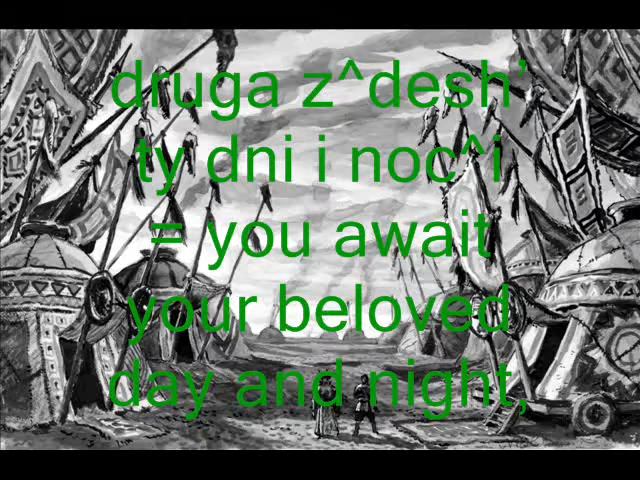 druga z^desh'
ty dni i noc^i
= you await
your beloved
day and night,